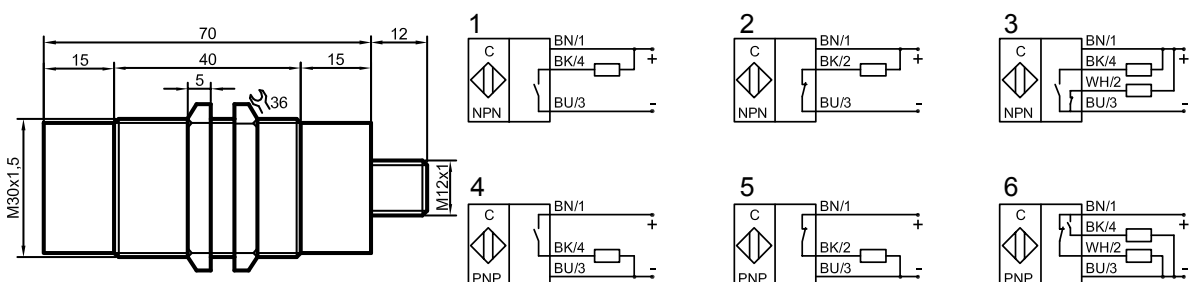 70
12
15
40
15
5
36
M30x1,5
M12x1
1
C
NPN
BN/1
BK/4
BU/3
+
-
2
C
NPN
BN/1
BK/2
BU/3
+
-
3
C
NPN
BN/1
BK/4
WH/2
BU/3
+
-
4
C
PNP
BN/1
BK/4
BU/3
+
-
5
C
PNP
BN/1
BK/2
BU/3
+
-
6
C
PNP
BN/1
BK/4
WH/2
BU/3
+
-